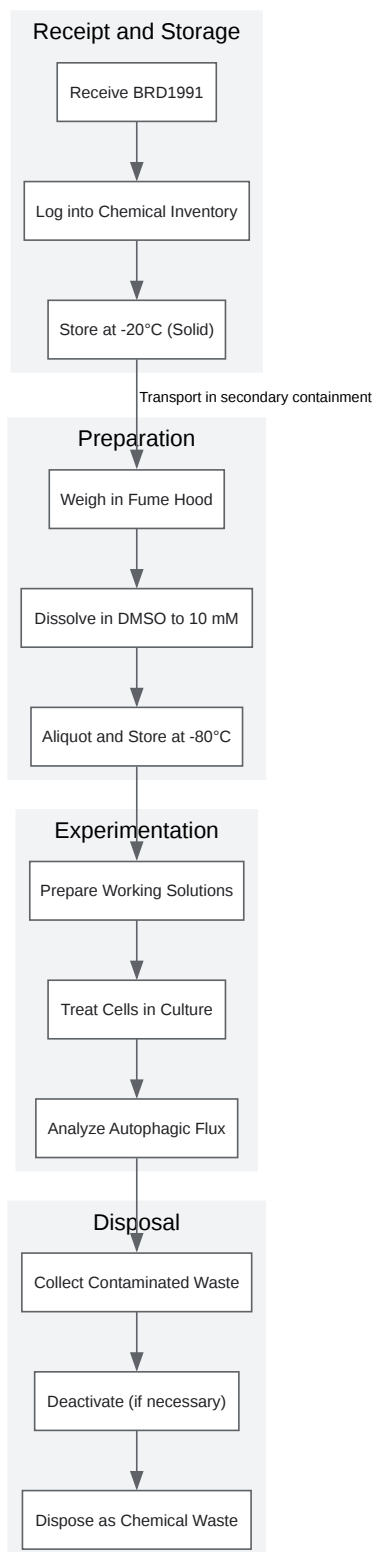 Receipt and Storage
Receive BRD1991
Log into Chemical Inventory
Store at -20°C (Solid)
Transport in secondary containment
Preparation
Weigh in Fume Hood
Dissolve in DMSO to 10 mM
Aliquot and Store at -80°C
Experimentation
Prepare Working Solutions
Treat Cells in Culture
Analyze Autophagic Flux
Disposal
Collect Contaminated Waste
Deactivate (if necessary)
Dispose as Chemical Waste